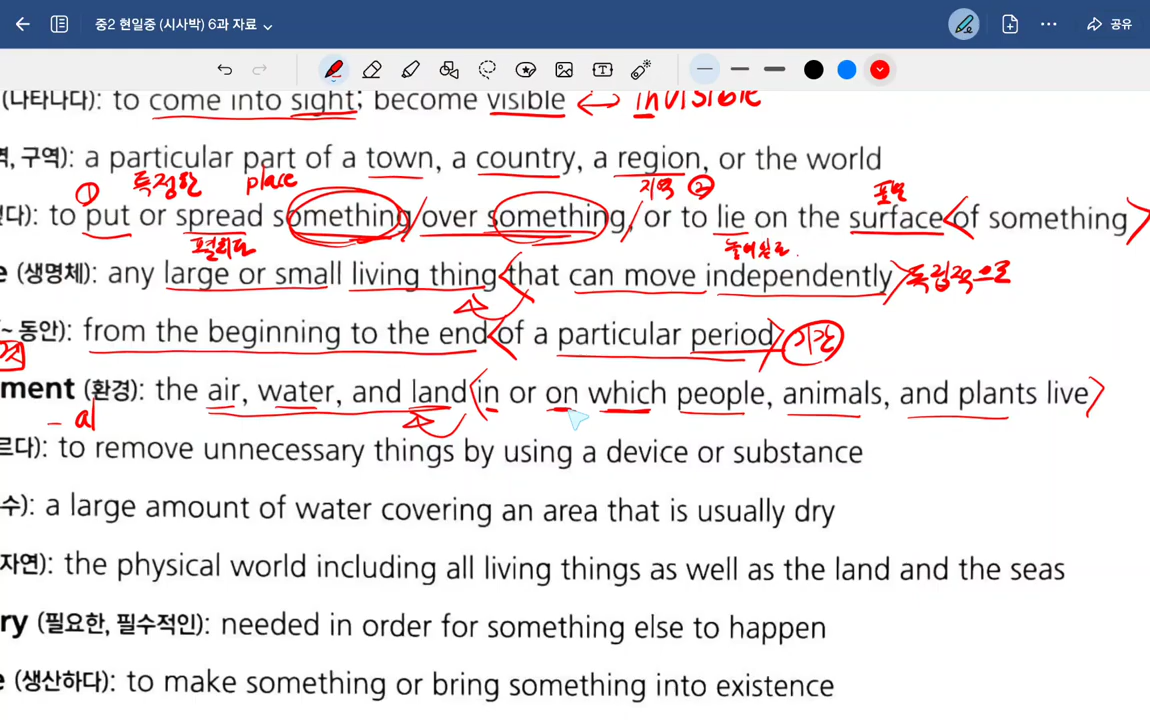 중2 현일중 (시사박) 6과 자료
공유
(나타나다): to come into sight; become visible ↔ invisible
역, 구역): a particular part of a town, a country, a region, or the world
① 특정한 place 지역 ② 표면
to put or spread something/over something/or to lie on the surface of something
펼치다 놓여있다.
e (생명체): any large or small living thing that can move independently 독립적으로
(~ 동안): from the beginning to the end of a particular period 기간
ment (환경): the air, water, and land in or on which people, animals, and plants live
- al
르다): to remove unnecessary things by using a device or substance
수): a large amount of water covering an area that is usually dry
자연): the physical world including all living things as well as the land and the seas
ry (필요한, 필수적인): needed in order for something else to happen
e (생산하다): to make something or bring something into existence